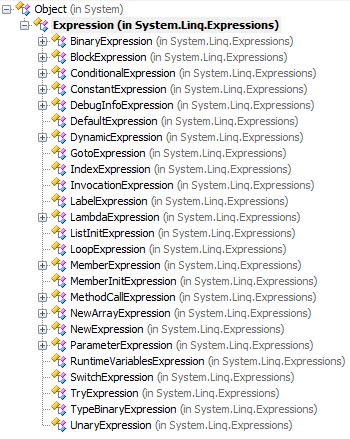 Object (in System)
Expression (in System.Linq.Expressions)
BinaryExpression (in System.Linq.Expressions)
BlockExpression (in System.Linq.Expressions)
ConditionalExpression (in System.Linq.Expressions)
ConstantExpression (in System.Linq.Expressions)
DebugInfoExpression (in System.Linq.Expressions)
DefaultExpression (in System.Linq.Expressions)
DynamicExpression (in System.Linq.Expressions)
GotoExpression (in System.Linq.Expressions)
IndexExpression (in System.Linq.Expressions)
InvocationExpression (in System.Linq.Expressions)
LabelExpression (in System.Linq.Expressions)
LambdaExpression (in System.Linq.Expressions)
ListInitExpression (in System.Linq.Expressions)
LoopExpression (in System.Linq.Expressions)
MemberExpression (in System.Linq.Expressions)
MemberInitExpression (in System.Linq.Expressions)
MethodCallExpression (in System.Linq.Expressions)
NewArrayExpression (in System.Linq.Expressions)
NewExpression (in System.Linq.Expressions)
ParameterExpression (in System.Linq.Expressions)
RuntimeVariablesExpression (in System.Linq.Expressions)
SwitchExpression (in System.Linq.Expressions)
TryExpression (in System.Linq.Expressions)
TypeBinaryExpression (in System.Linq.Expressions)
UnaryExpression (in System.Linq.Expressions)